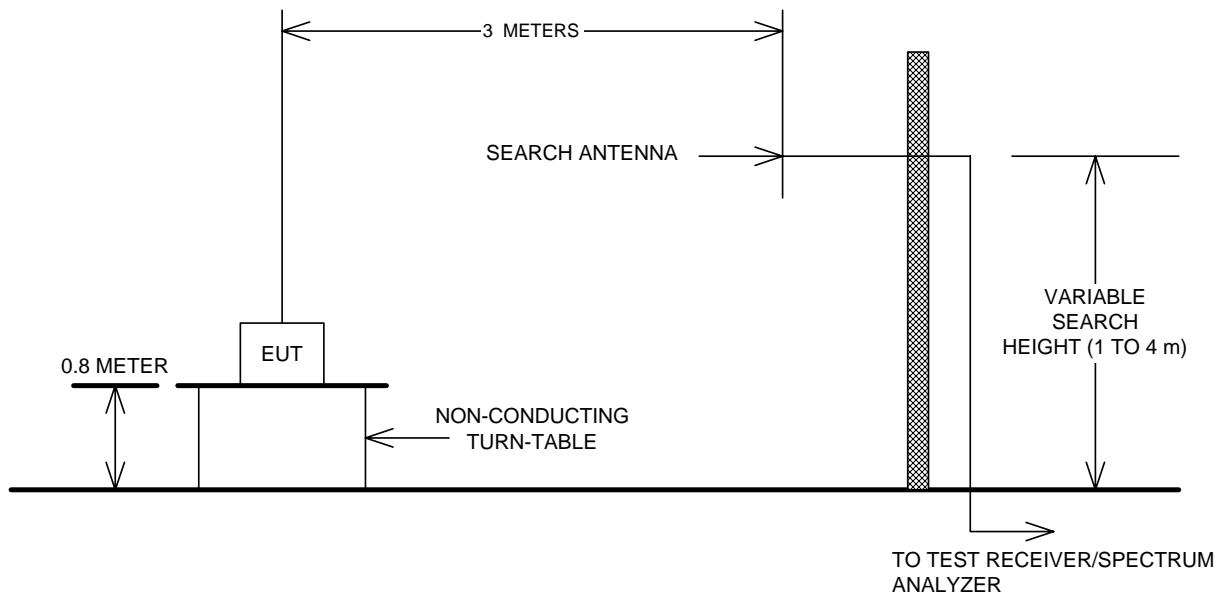 3 METERS
SEARCH ANTENNA
VARIABLE
SEARCH
HEIGHT (1 TO 4 m)
EUT
0.8 METER
NON-CONDUCTING
TURN-TABLE
TO TEST RECEIVER/SPECTRUM
ANALYZER